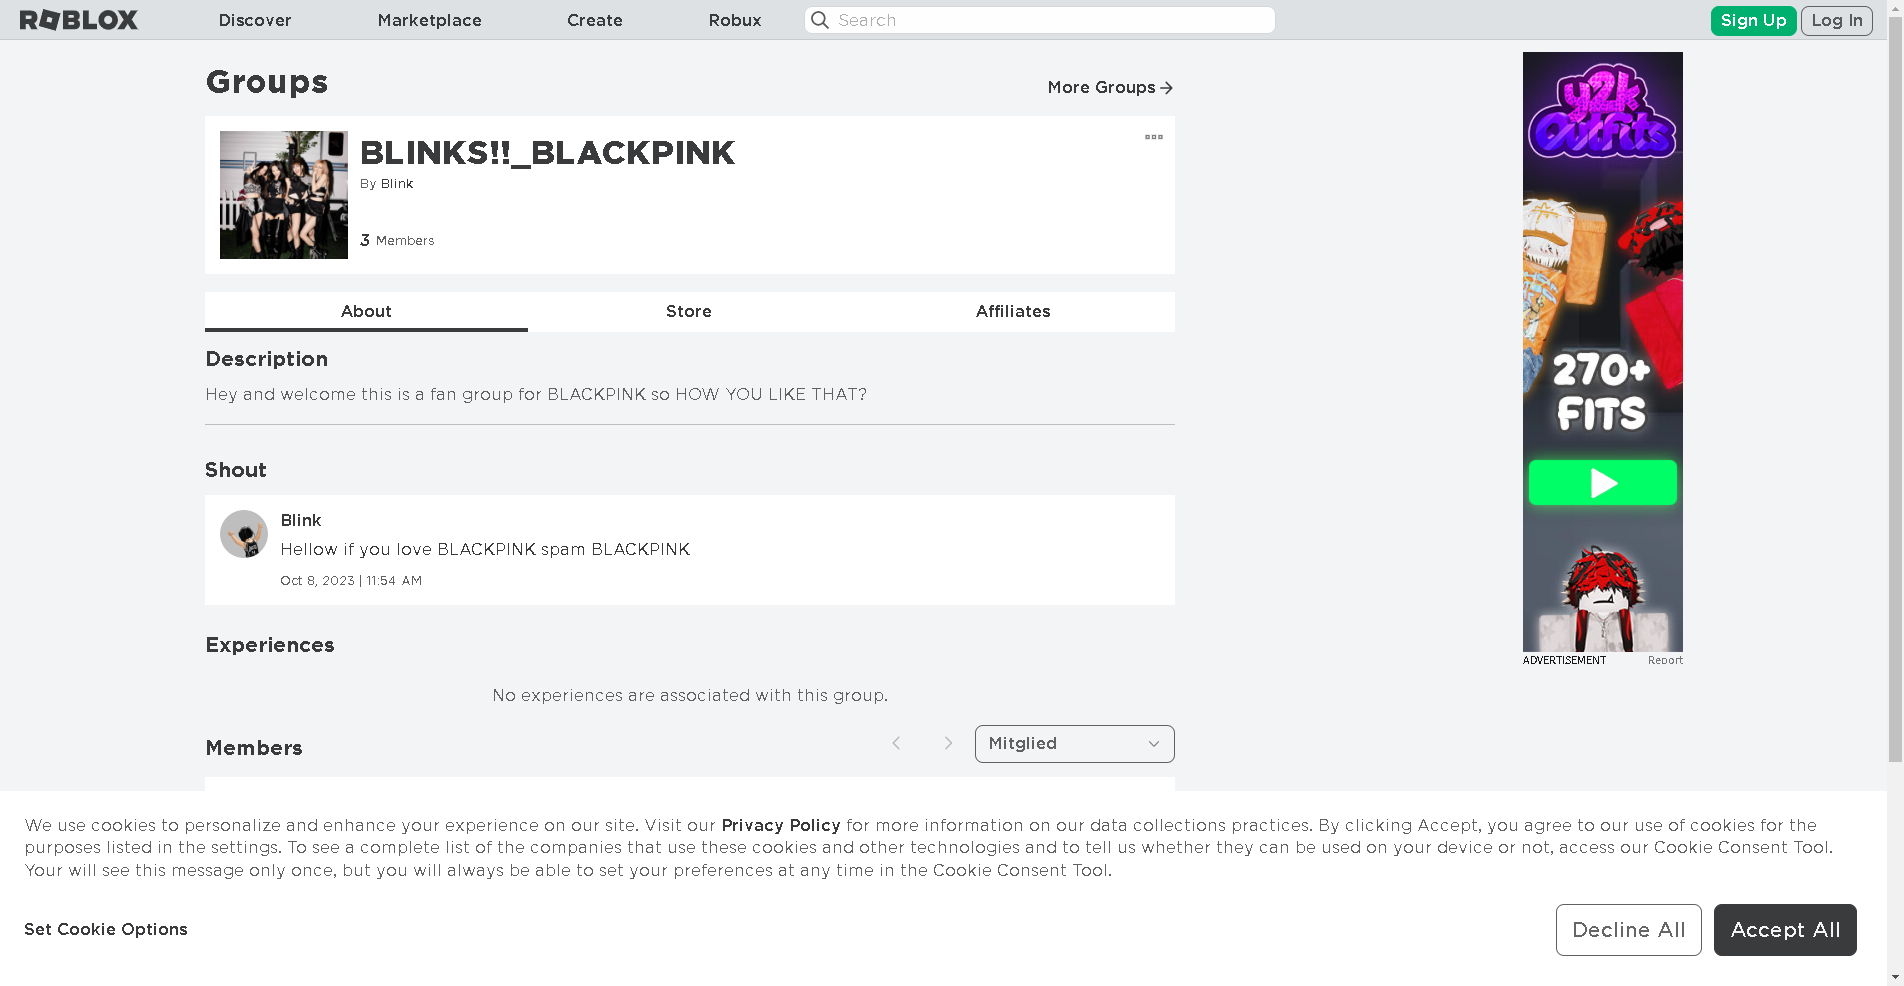 ROBLOX
Discover
Marketplace
Create
Robux
Search
Sign Up
Log In
Groups
More Groups
BLINKS!!_BLACKPINK
By Blink
3 Members
About
Store
Affiliates
Description
Hey and welcome this is a fan group for BLACKPINK so HOW YOU LIKE THAT?
Shout
Blink
Hellow if you love BLACKPINK spam BLACKPINK
Oct 8, 2023 | 11:54 AM
Experiences
No experiences are associated with this group.
Members
Mitglied
y2k
Outfits
270+
FITS
ADVERTISEMENT
Report
We use cookies to personalize and enhance your experience on our site. Visit our Privacy Policy for more information on our data collections practices. By clicking Accept, you agree to our use of cookies for the
purposes listed in the settings. To see a complete list of the companies that use these cookies and other technologies and to tell us whether they can be used on your device or not, access our Cookie Consent Tool.
Your will see this message only once, but you will always be able to set your preferences at any time in the Cookie Consent Tool.
Set Cookie Options
Decline All
Accept All